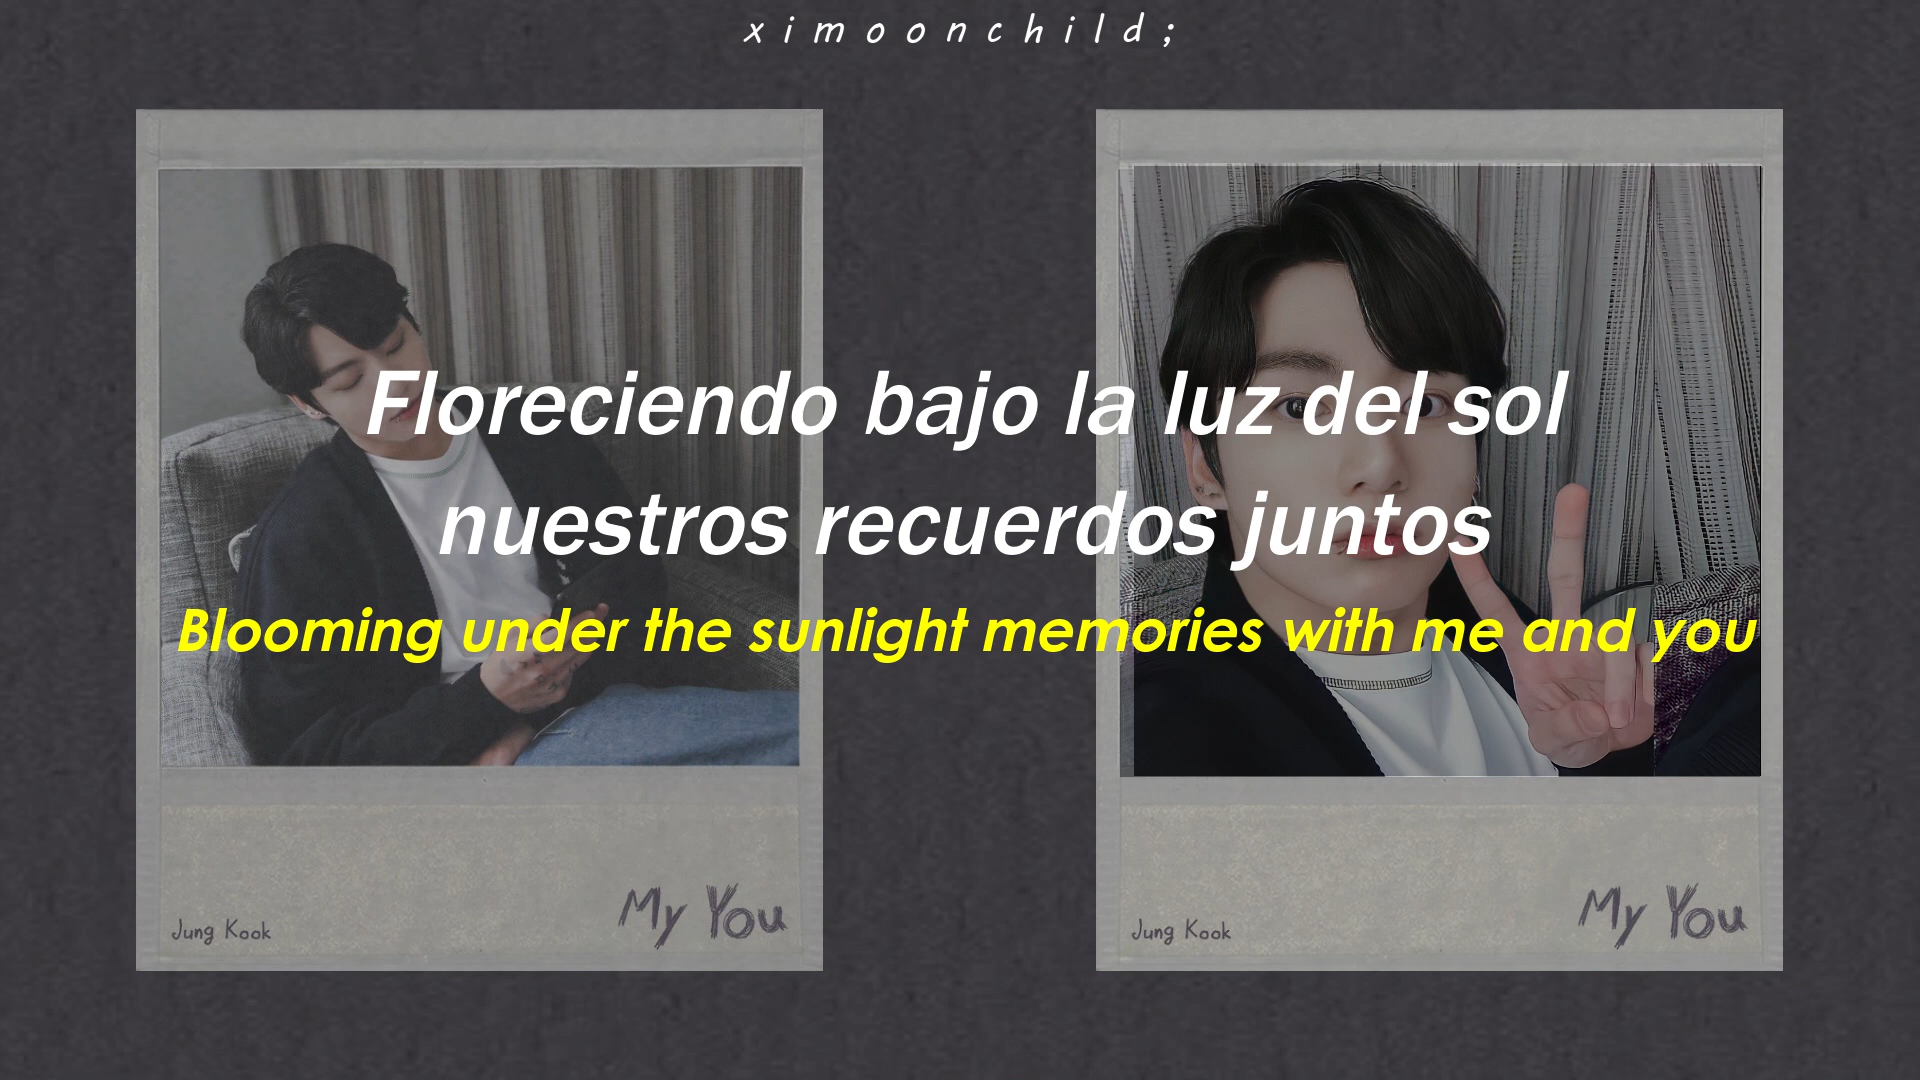 ximoonchild;
Floreciendo bajo la luz del sol
nuestros recuerdos juntos
Blooming under the sunlight memories with me and you
Jung Kook
My You
Jung Kook
My You